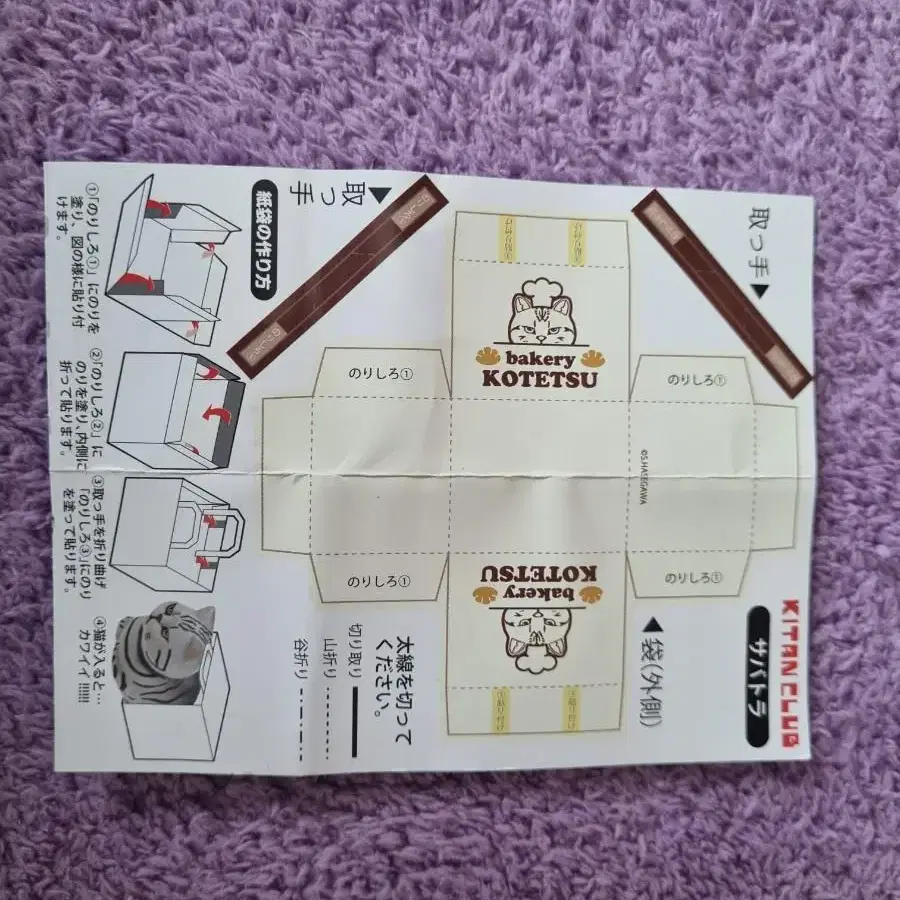 KITAN CLUB
サバトラ
取っ手
取っ手
袋(外側)
bakery
KOTETSU
bakery
KOTETSU
のりしろ①
のりしろ①
のりしろ①
のりしろ①
©S.HASEGAWA
太線を切って
ください。
切り取り
山折り
谷折り
紙袋の作り方
①「のりしろ①」にのりを
塗り、図の様に貼り付
けます。
②「のりしろ②」に
のりを塗り、内側に
折って貼ります。
③取っ手を折り曲げ
「のりしろ③」にのり
を塗って貼ります。
④猫が入ると…
カワイイ!!!!!!